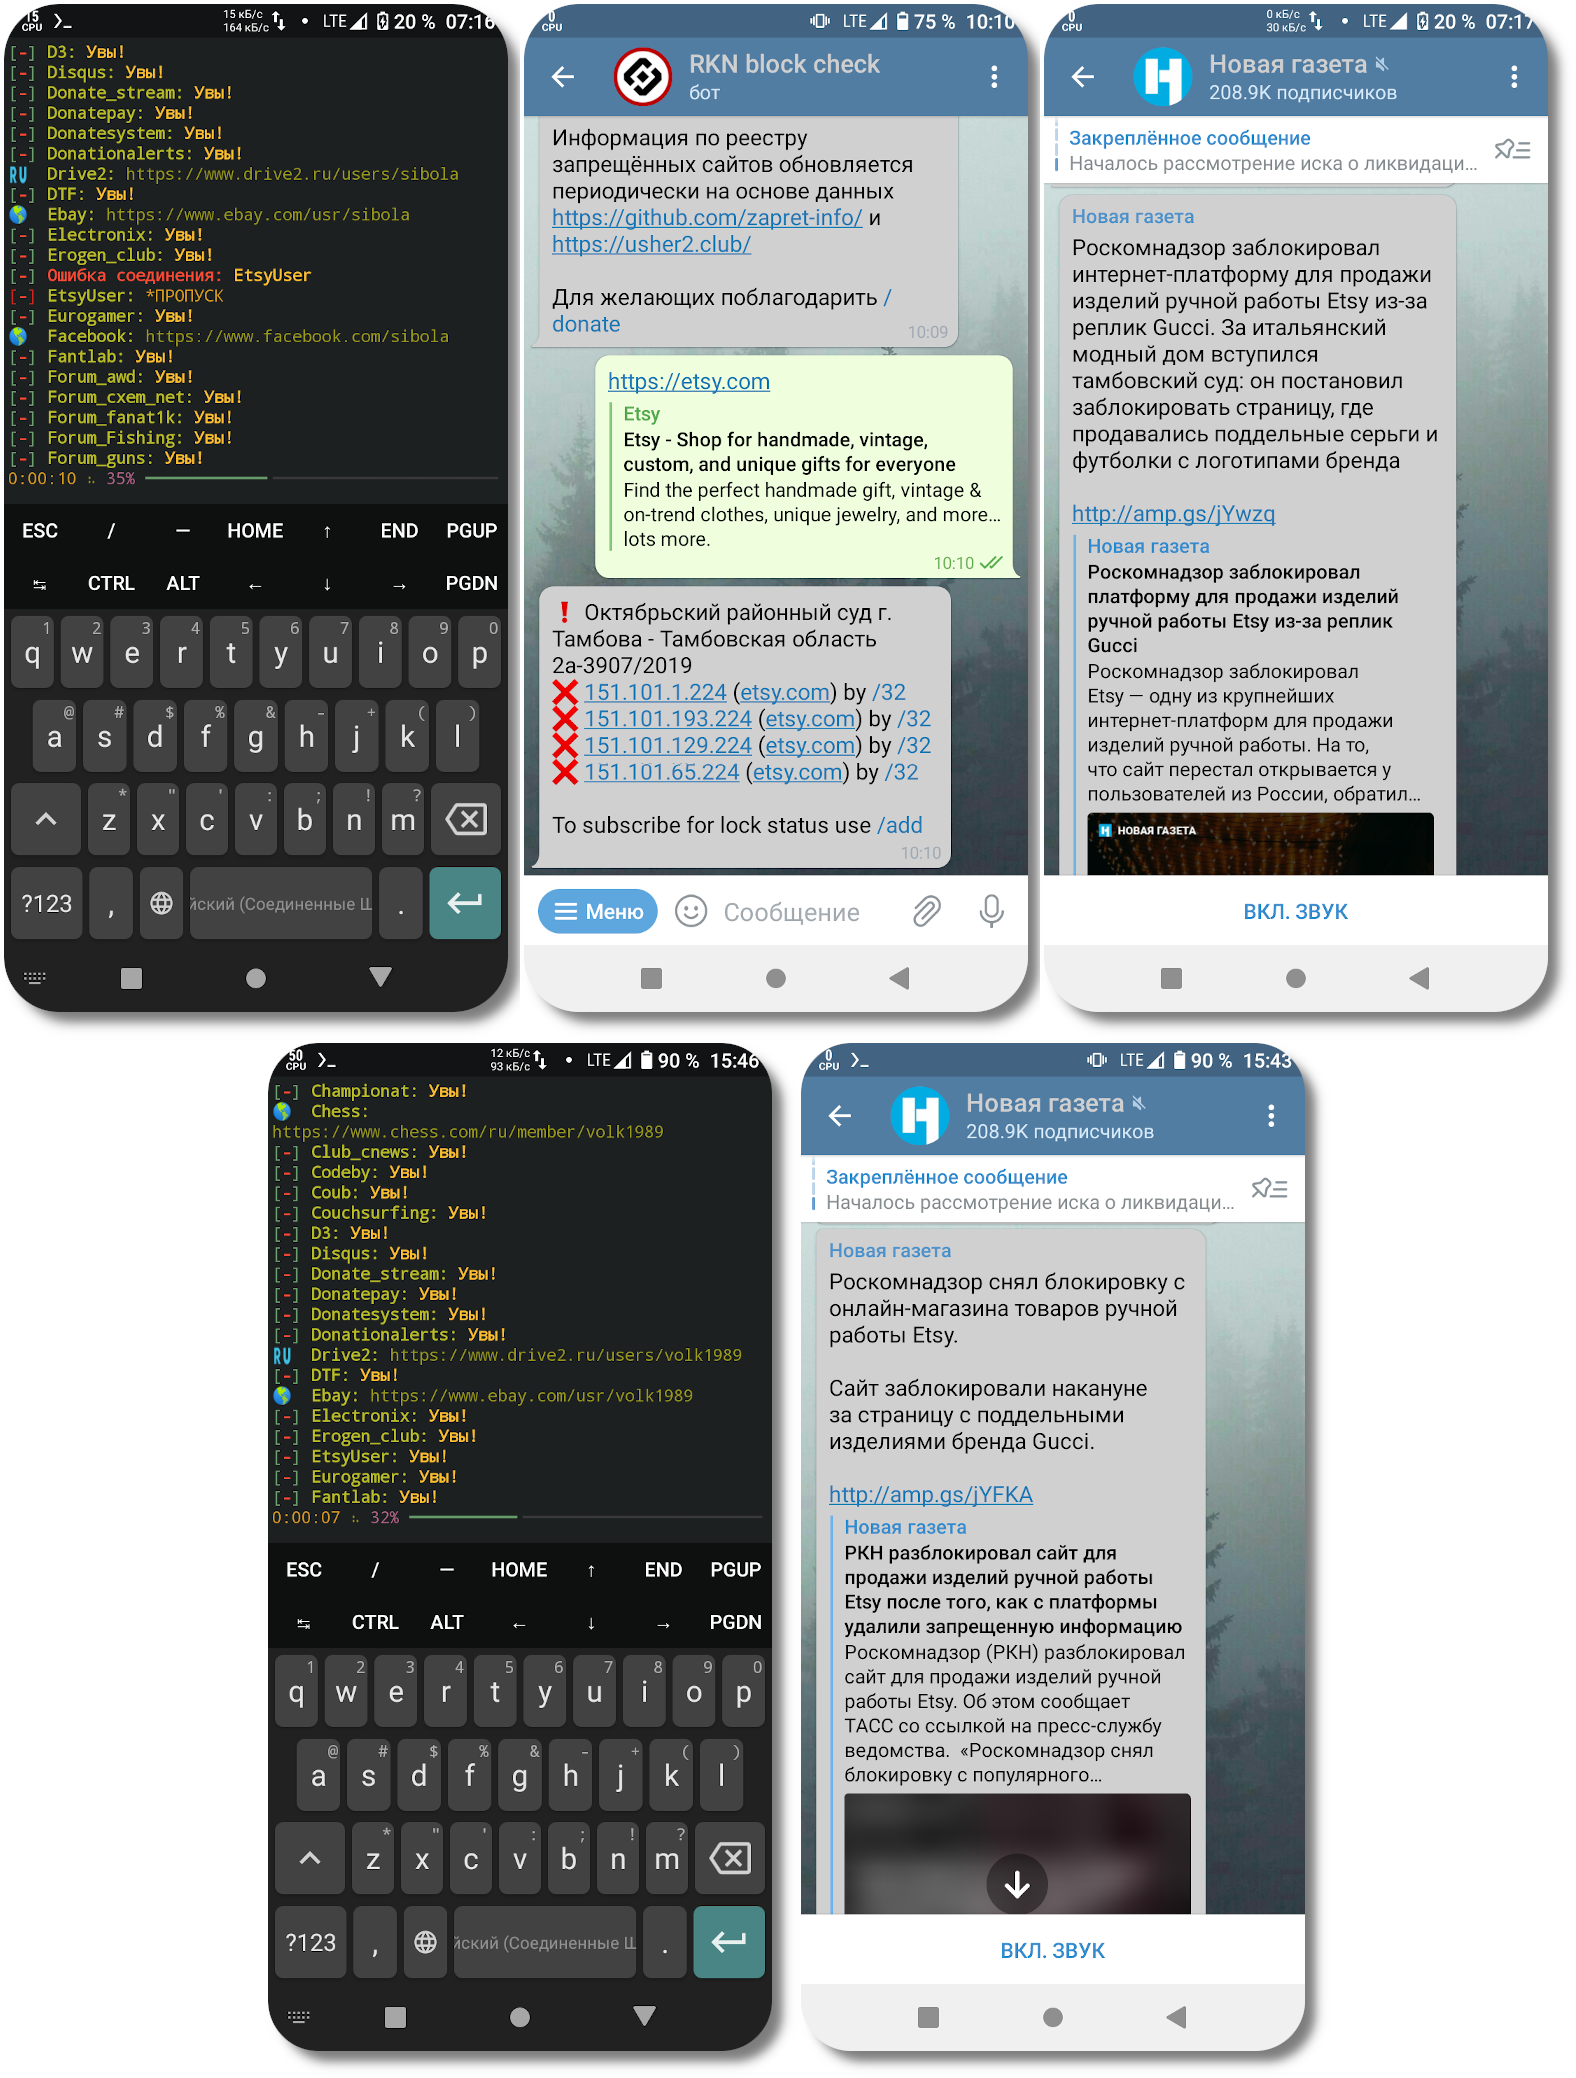 15
CPU
15 кБ/с
164 кБ/с
LTE
20 %
07:16
[-] D3: Увы!
[-] Disqus: Увы!
[-] Donate_stream: Увы!
[-] Donatepay: Увы!
[-] Donatesystem: Увы!
[-] Donationalerts: Увы!
RU Drive2: https://www.drive2.ru/users/sibola
[-] DTF: Увы!
Ebay: https://www.ebay.com/usr/sibola
[-] Electronix: Увы!
[-] Erogen_club: Увы!
[-] Ошибка соединения: EtsyUser
[-] EtsyUser: *ПРОПУСК
[-] Eurogamer: Увы!
Facebook: https://www.facebook.com/sibola
[-] Fantlab: Увы!
[-] Forum_awd: Увы!
[-] Forum_cxem_net: Увы!
[-] Forum_fanat1k: Увы!
[-] Forum_Fishing: Увы!
[-] Forum_guns: Увы!
0:00:10 35%
ESC / — HOME ↑ END PGUP
↹ CTRL ALT ← ↓ → PGDN
1 2 3 4 5 6 7 8 9 0
q w e r t y u i o p
@ # $ % & - + ( )
a s d f g h j k l
* " ' : ; ! ?
z x c v b n m
?123 , йский (Соединенные Ш .
0
CPU
LTE
75 %
10:10
RKN block check
бот
Информация по реестру
запрещённых сайтов обновляется
периодически на основе данных
https://github.com/zapret-info/ и
https://usher2.club/
Для желающих поблагодарить /
donate
10:09
https://etsy.com
Etsy
Etsy - Shop for handmade, vintage,
custom, and unique gifts for everyone
Find the perfect handmade gift, vintage &
on-trend clothes, unique jewelry, and more…
lots more.
10:10
❗ Октябрьский районный суд г.
Тамбова - Тамбовская область
2а-3907/2019
❌ 151.101.1.224 (etsy.com) by /32
❌ 151.101.193.224 (etsy.com) by /32
❌ 151.101.129.224 (etsy.com) by /32
❌ 151.101.65.224 (etsy.com) by /32
To subscribe for lock status use /add
10:10
Меню
Сообщение
0
CPU
0 кБ/с
30 кБ/с
LTE
20 %
07:17
Новая газета
208.9K подписчиков
Закреплённое сообщение
Началось рассмотрение иска о ликвидаци…
Новая газета
Роскомнадзор заблокировал
интернет-платформу для продажи
изделий ручной работы Etsy из-за
реплик Gucci. За итальянский
модный дом вступился
тамбовский суд: он постановил
заблокировать страницу, где
продавались поддельные серьги и
футболки с логотипами бренда
http://amp.gs/jYwzq
Новая газета
Роскомнадзор заблокировал
платформу для продажи изделий
ручной работы Etsy из-за реплик
Gucci
Роскомнадзор заблокировал
Etsy — одну из крупнейших
интернет-платформ для продажи
изделий ручной работы. На то,
что сайт перестал открывается у
пользователей из России, обратил…
НОВАЯ ГАЗЕТА
ВКЛ. ЗВУК
50
CPU
12 кБ/с
93 кБ/с
LTE
90 %
15:46
[-] Championat: Увы!
Chess:
https://www.chess.com/ru/member/volk1989
[-] Club_cnews: Увы!
[-] Codeby: Увы!
[-] Coub: Увы!
[-] Couchsurfing: Увы!
[-] D3: Увы!
[-] Disqus: Увы!
[-] Donate_stream: Увы!
[-] Donatepay: Увы!
[-] Donatesystem: Увы!
[-] Donationalerts: Увы!
RU Drive2: https://www.drive2.ru/users/volk1989
[-] DTF: Увы!
Ebay: https://www.ebay.com/usr/volk1989
[-] Electronix: Увы!
[-] Erogen_club: Увы!
[-] EtsyUser: Увы!
[-] Eurogamer: Увы!
[-] Fantlab: Увы!
0:00:07 32%
ESC / — HOME ↑ END PGUP
↹ CTRL ALT ← ↓ → PGDN
1 2 3 4 5 6 7 8 9 0
q w e r t y u i o p
@ # $ % & - + ( )
a s d f g h j k l
* " ' : ; ! ?
z x c v b n m
?123 , йский (Соединенные Ш .
0
CPU
LTE
90 %
15:43
Новая газета
208.9K подписчиков
Закреплённое сообщение
Началось рассмотрение иска о ликвидаци…
Новая газета
Роскомнадзор снял блокировку с
онлайн-магазина товаров ручной
работы Etsy.
Сайт заблокировали накануне
за страницу с поддельными
изделиями бренда Gucci.
http://amp.gs/jYFKA
Новая газета
РКН разблокировал сайт для
продажи изделий ручной работы
Etsy после того, как с платформы
удалили запрещенную информацию
Роскомнадзор (РКН) разблокировал
сайт для продажи изделий ручной
работы Etsy. Об этом сообщает
ТАСС со ссылкой на пресс-службу
ведомства. «Роскомнадзор снял
блокировку с популярного…
ВКЛ. ЗВУК